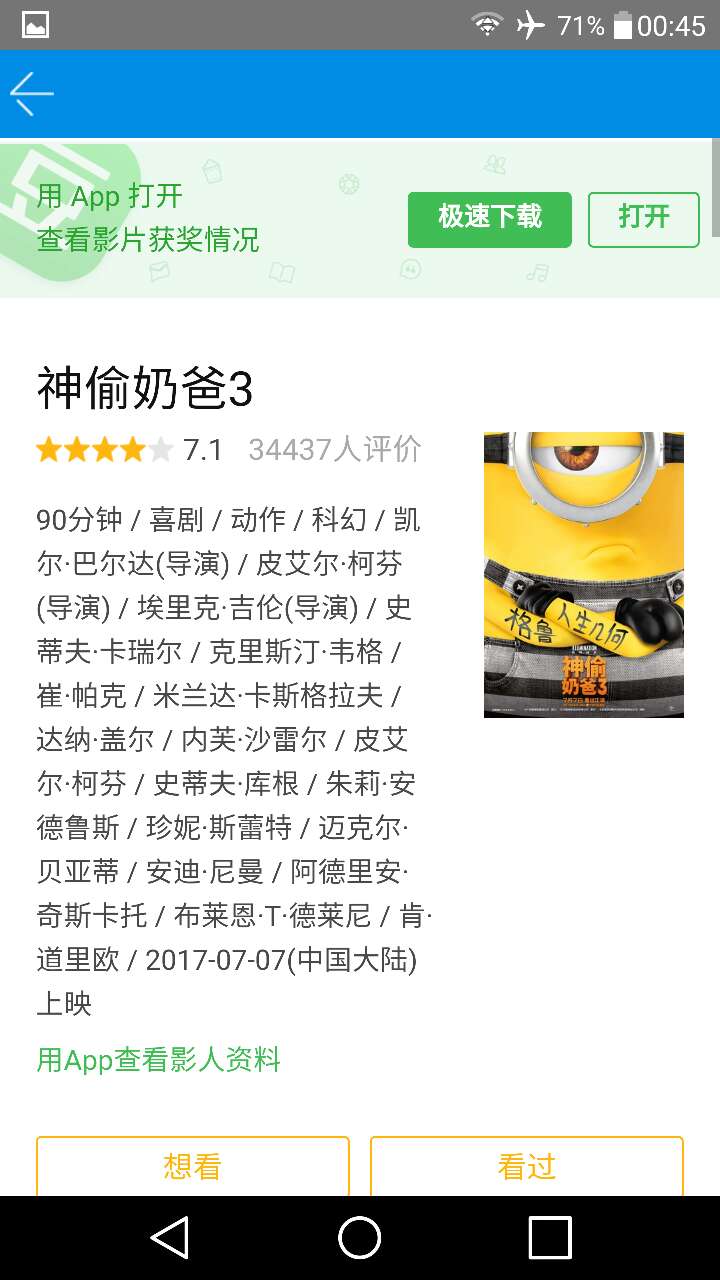 71% 00:45
用 App 打开
查看影片获奖情况
极速下载
打开
神偷奶爸3
7.1 34437人评价
90分钟 / 喜剧 / 动作 / 科幻 / 凯
尔·巴尔达(导演) / 皮艾尔·柯芬
(导演) / 埃里克·吉伦(导演) / 史
蒂夫·卡瑞尔 / 克里斯汀·韦格 /
崔·帕克 / 米兰达·卡斯格拉夫 /
达纳·盖尔 / 内芙·沙雷尔 / 皮艾
尔·柯芬 / 史蒂夫·库根 / 朱莉·安
德鲁斯 / 珍妮·斯蕾特 / 迈克尔·
贝亚蒂 / 安迪·尼曼 / 阿德里安·
奇斯卡托 / 布莱恩·T·德莱尼 / 肯·
道里欧 / 2017-07-07(中国大陆)
上映
格鲁 人生几何
ILLUMINATION
神偷
奶爸3
用App查看影人资料
想看
看过